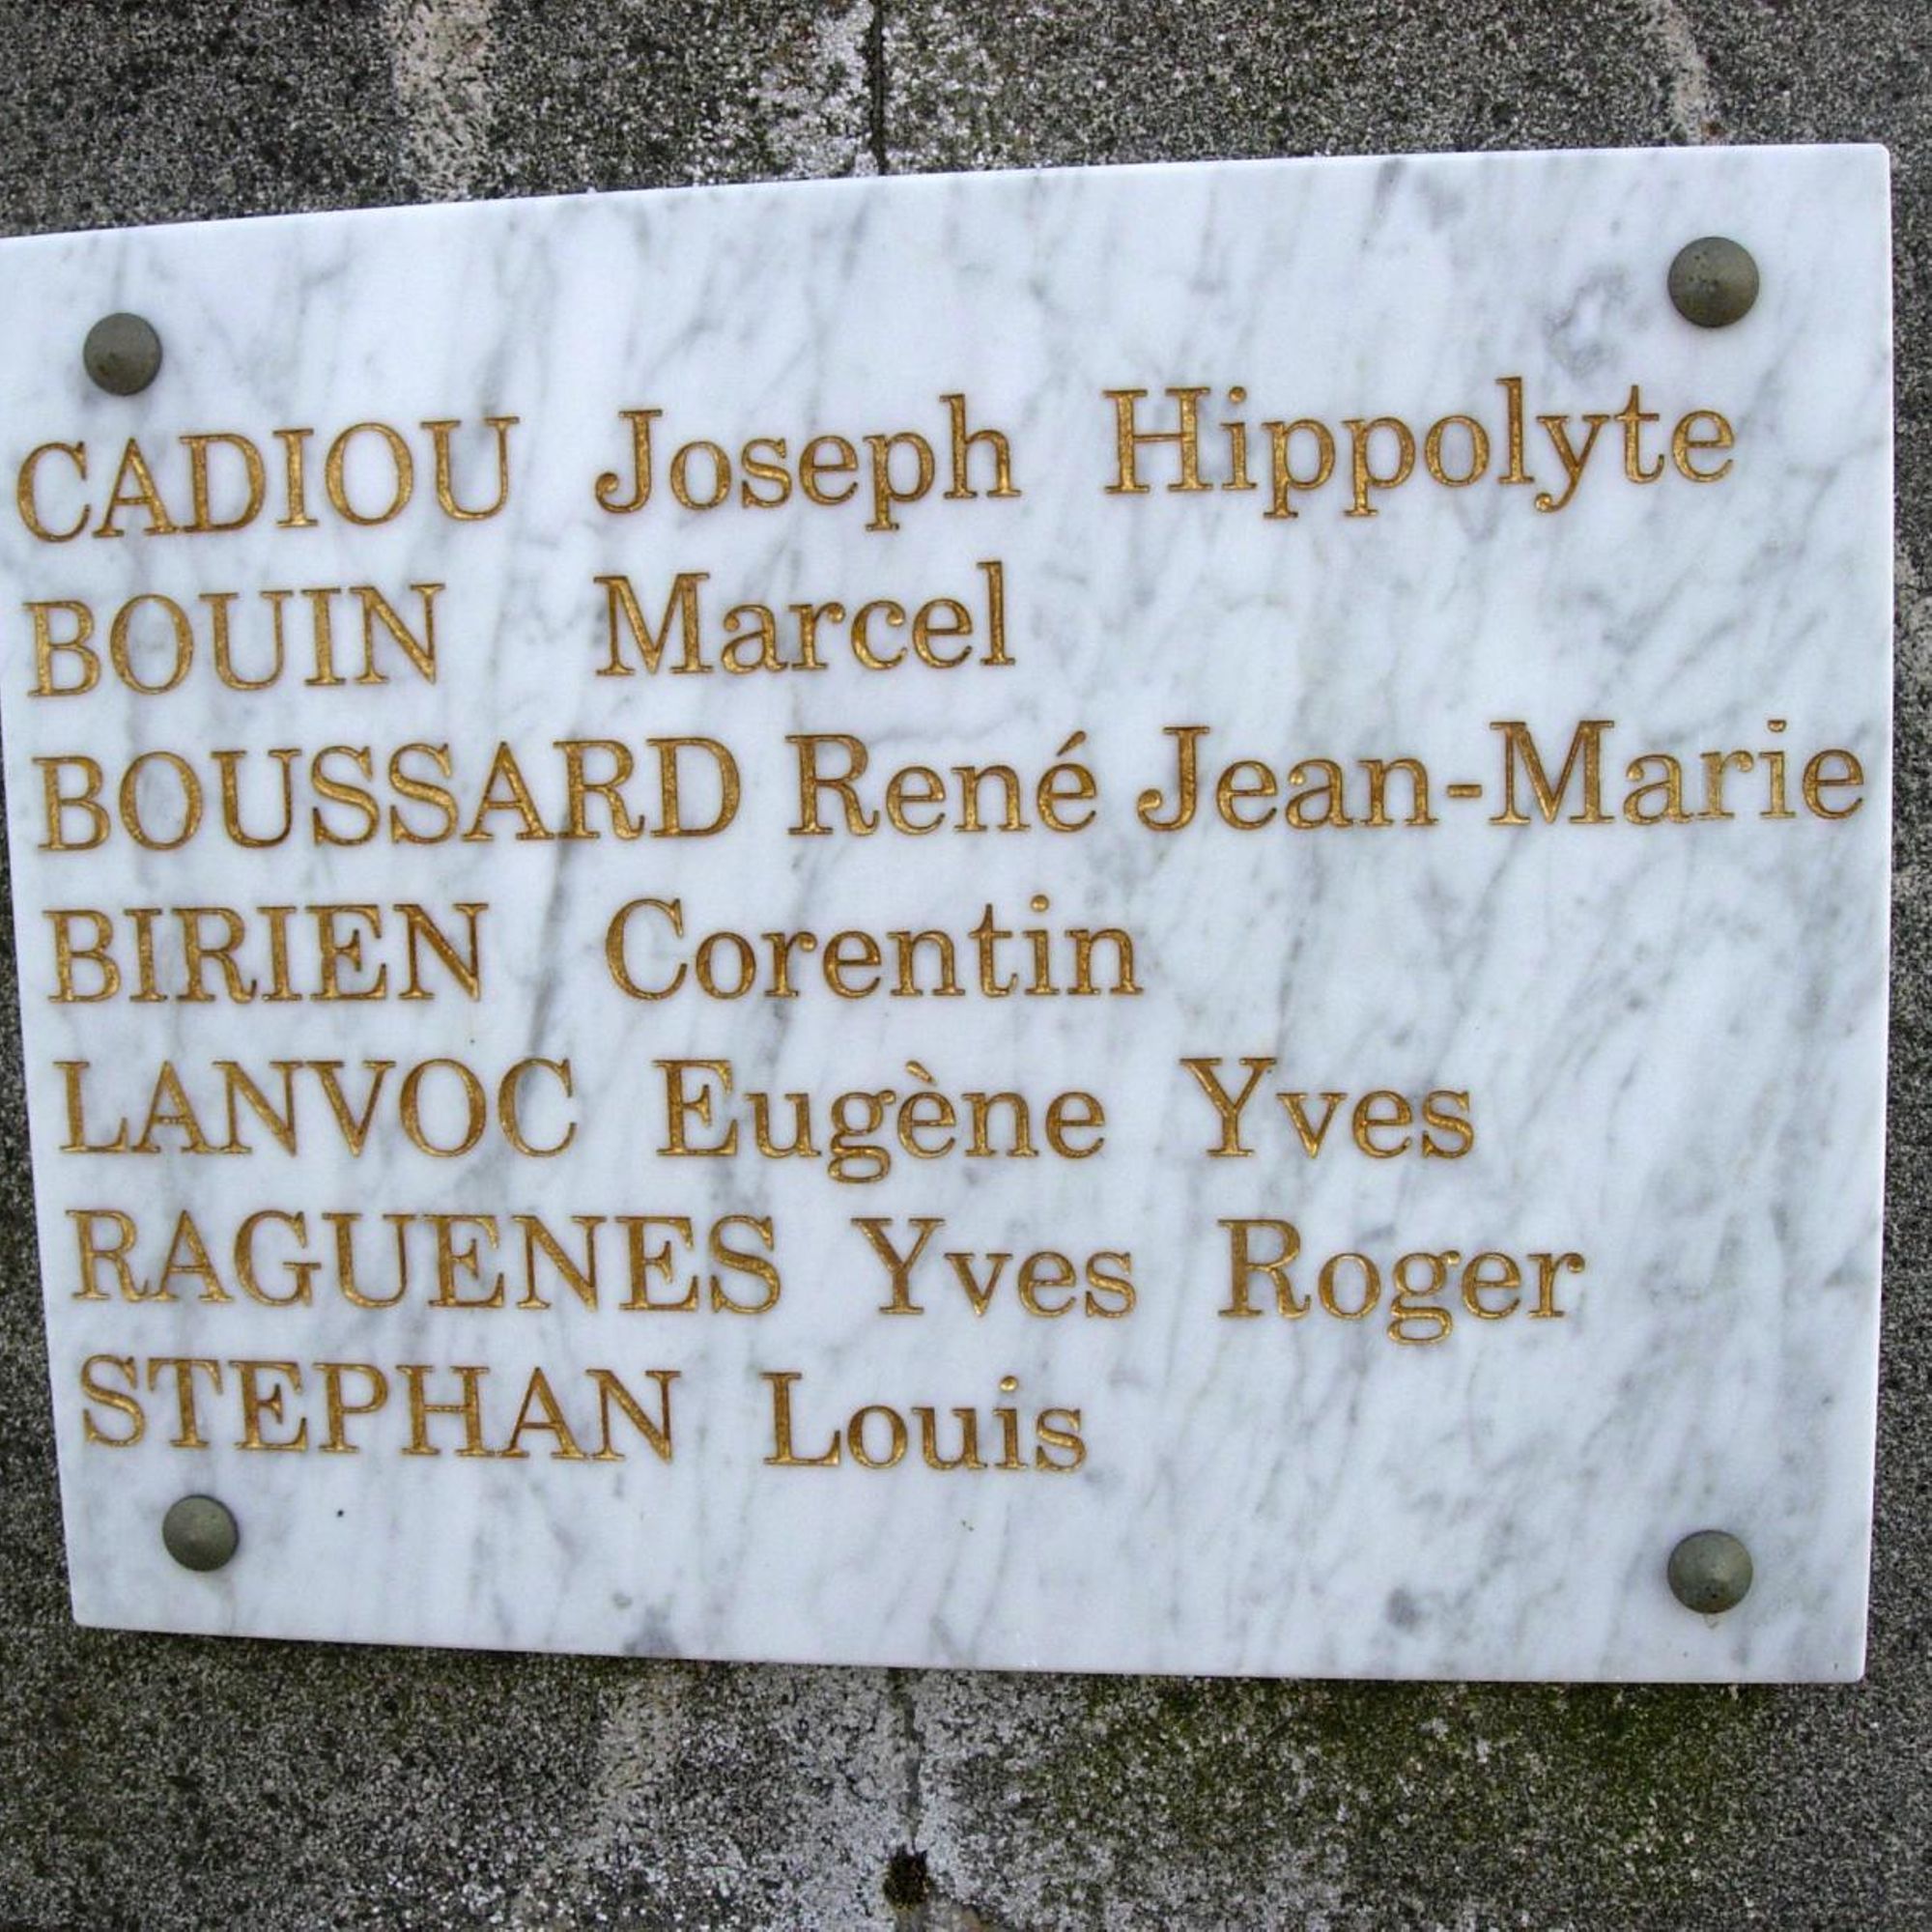 CADIOU Joseph Hippolyte
BOUIN Marcel
BOUSSARD René Jean-Marie
BIRIEN Corentin
LANVOC Eugène Yves
RAGUENES Yves Roger
STEPHAN Louis